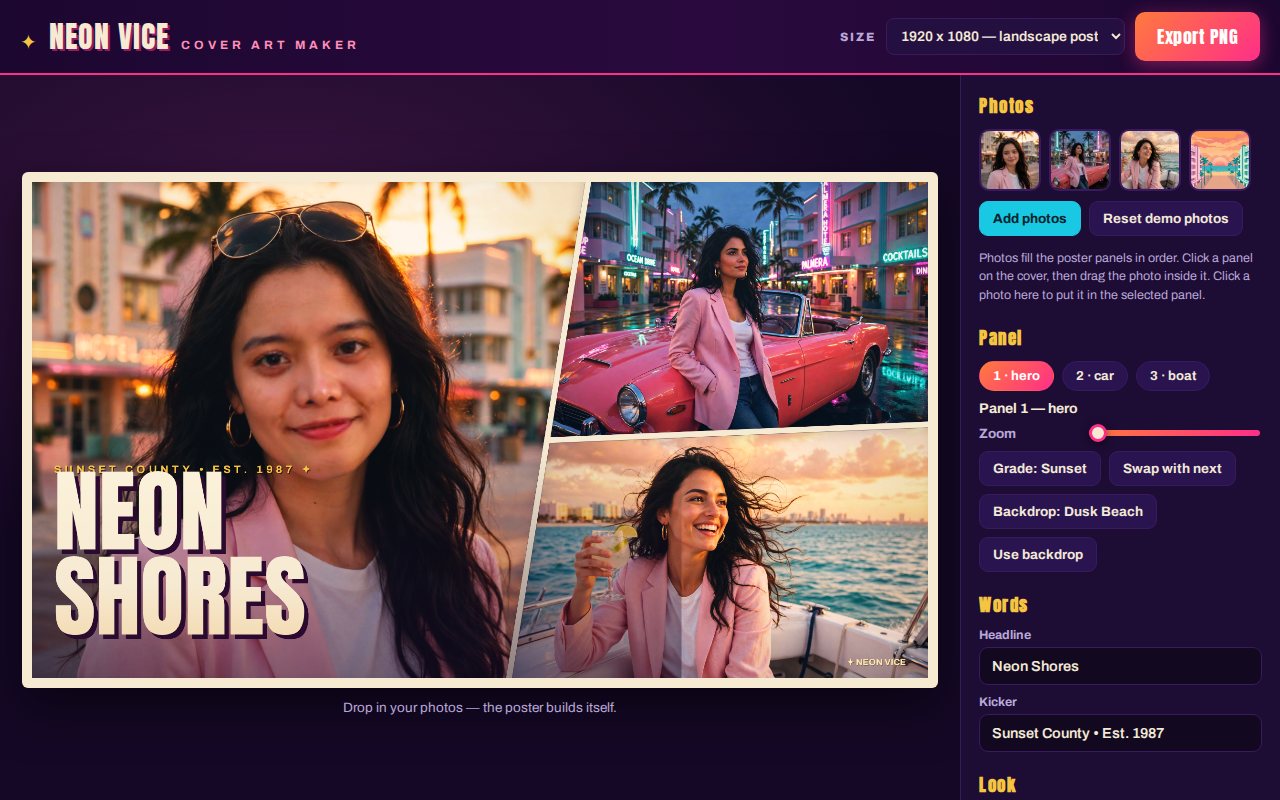 ✦ NEON VICE COVER ART MAKER
SIZE
1920 x 1080 — landscape post
Export PNG
HOTEL
OCEAN DRIVE
PALMERA
COCKTAILS
SUNSET COUNTY • EST. 1987 ✦
NEON
SHORES
✦ NEON VICE
Drop in your photos — the poster builds itself.
Photos
Add photos
Reset demo photos
Photos fill the poster panels in order. Click a panel
on the cover, then drag the photo inside it. Click a
photo here to put it in the selected panel.
Panel
1 · hero
2 · car
3 · boat
Panel 1 — hero
Zoom
Grade: Sunset
Swap with next
Backdrop: Dusk Beach
Use backdrop
Words
Headline
Neon Shores
Kicker
Sunset County • Est. 1987
Look